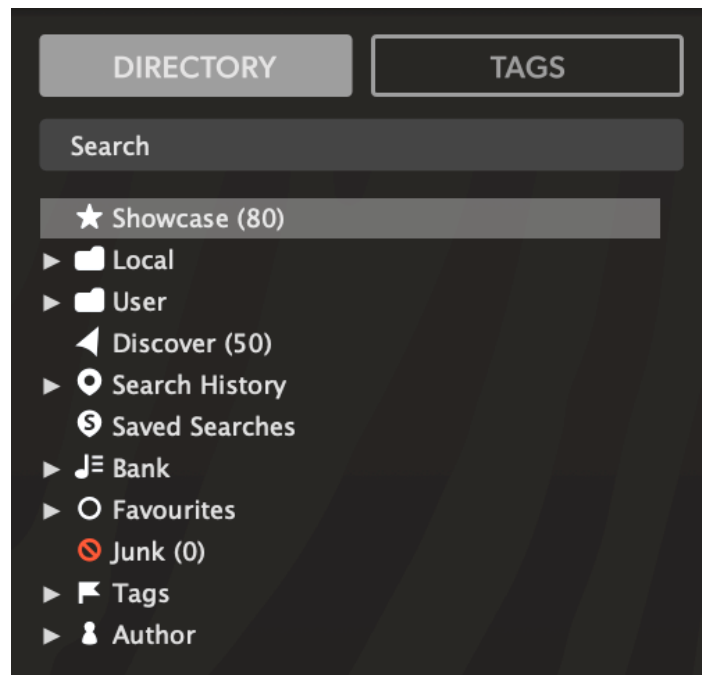 DIRECTORY TAGS
Search
Showcase (80)
Local
User
Discover (50)
Search History
Saved Searches
Bank
Favourites
Junk (0)
Tags
Author